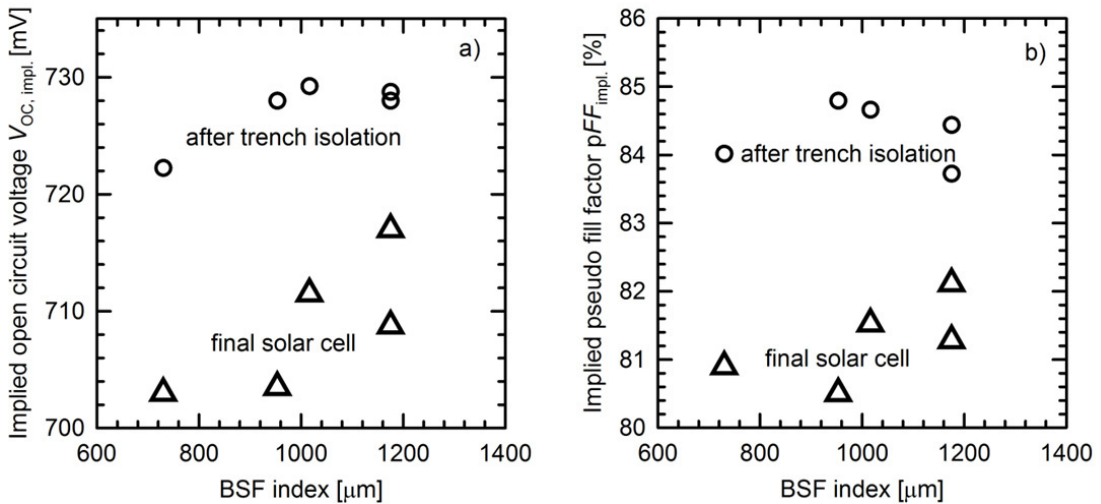 Implied open circuit voltage V_OC, impl. [mV]
730
720
710
700
a)
after trench isolation
final solar cell
600 800 1000 1200 1400
BSF index [μm]
Implied pseudo fill factor pFF_impl. [%]
86
85
84
83
82
81
80
b)
after trench isolation
final solar cell
600 800 1000 1200 1400
BSF index [μm]